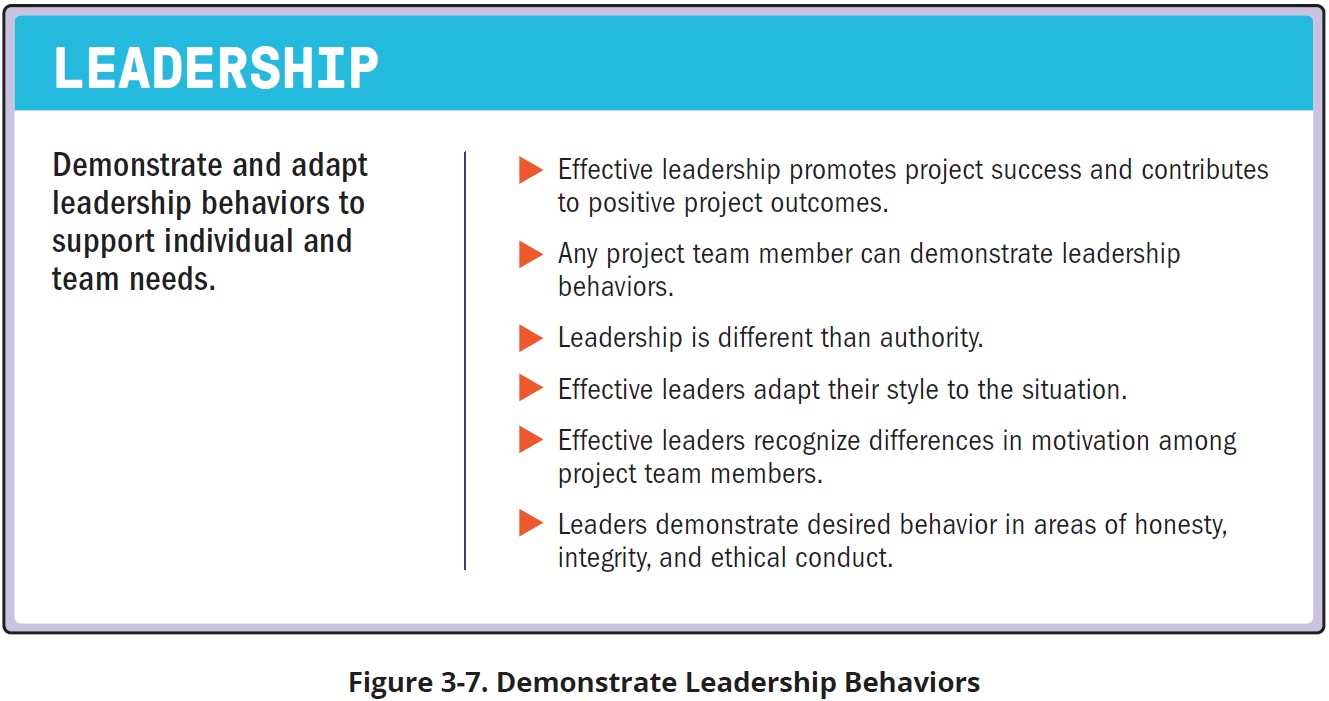 LEADERSHIP
Demonstrate and adapt
leadership behaviors to
support individual and
team needs.
Effective leadership promotes project success and contributes
to positive project outcomes.
Any project team member can demonstrate leadership
behaviors.
Leadership is different than authority.
Effective leaders adapt their style to the situation.
Effective leaders recognize differences in motivation among
project team members.
Leaders demonstrate desired behavior in areas of honesty,
integrity, and ethical conduct.
Figure 3-7. Demonstrate Leadership Behaviors